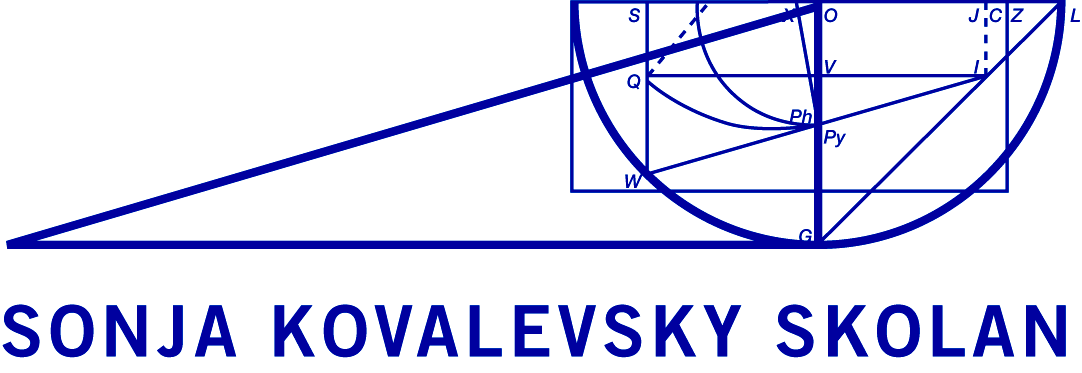 S X O J C Z L
Q V I
Ph
Py
W
G
SONJA KOVALEVSKY SKOLAN